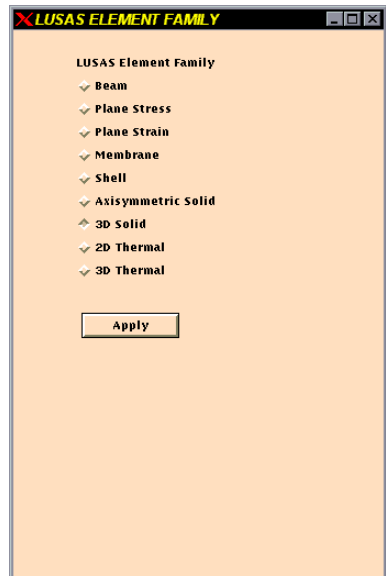 LUSAS ELEMENT FAMILY
LUSAS Element Family
Beam
Plane Stress
Plane Strain
Membrane
Shell
Axisymmetric Solid
3D Solid
2D Thermal
3D Thermal
Apply